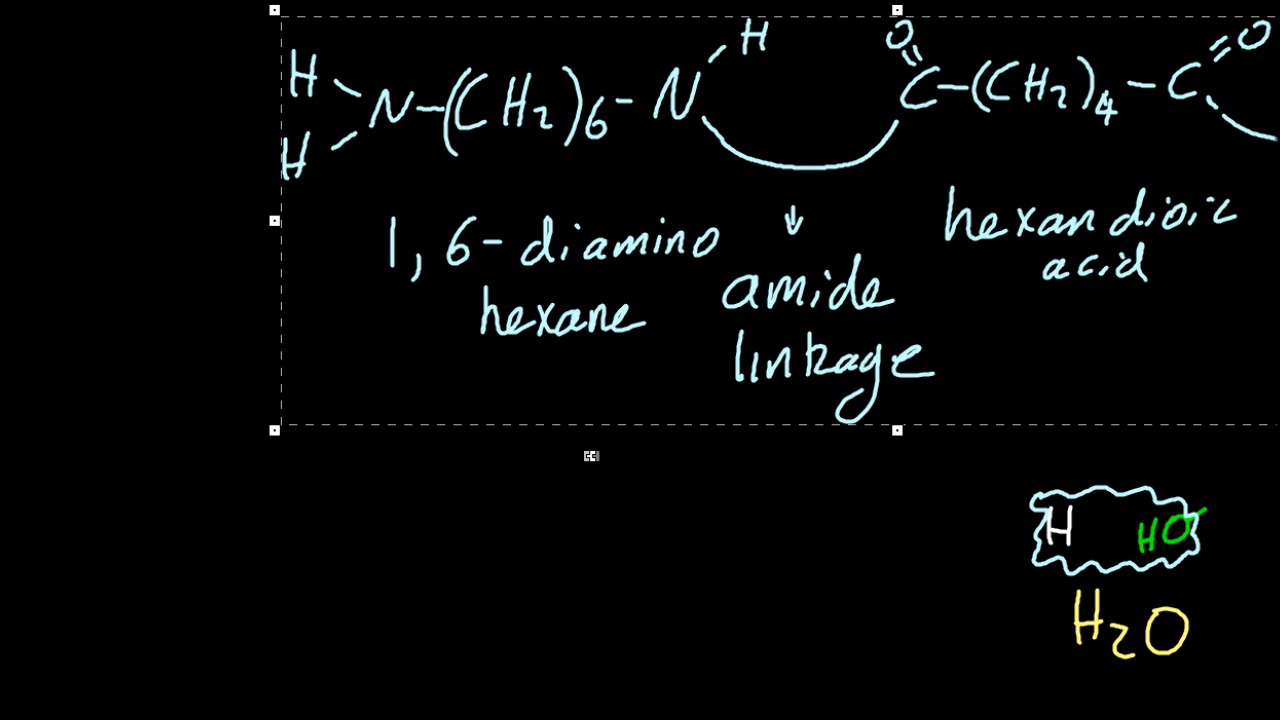 H
H N-(CH2)6-N H O=C-(CH2)4-C=O
H
1, 6-diamino hexane
amide linkage
hexandioic acid
H HO
H2O